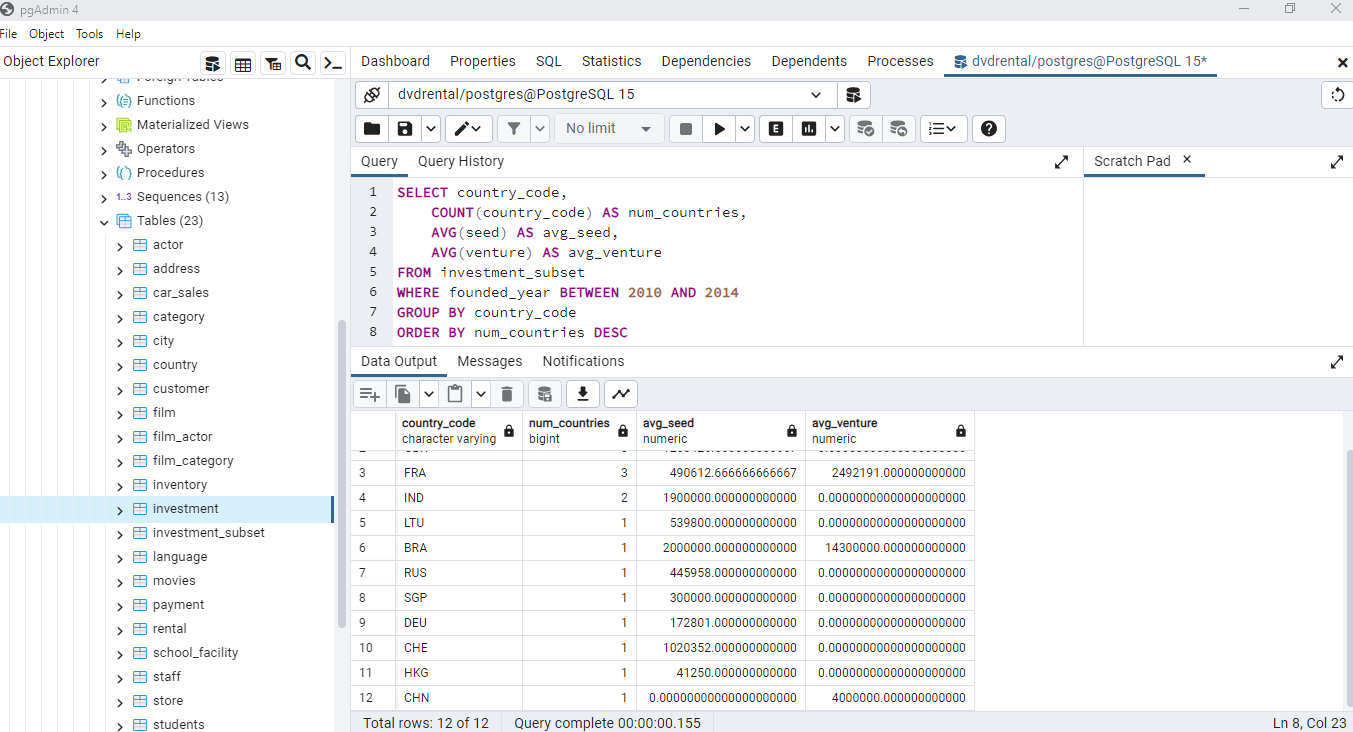 pgAdmin 4
File Object Tools Help
Object Explorer
Dashboard Properties SQL Statistics Dependencies Dependents Processes dvdrental/postgres@PostgreSQL 15*
Foreign Tables
Functions
Materialized Views
Operators
Procedures
1..3 Sequences (13)
Tables (23)
actor
address
car_sales
category
city
country
customer
film
film_actor
film_category
inventory
investment
investment_subset
language
movies
payment
rental
school_facility
staff
store
students
dvdrental/postgres@PostgreSQL 15
No limit
E
Query Query History
Scratch Pad
1 SELECT country_code,
2 COUNT(country_code) AS num_countries,
3 AVG(seed) AS avg_seed,
4 AVG(venture) AS avg_venture
5 FROM investment_subset
6 WHERE founded_year BETWEEN 2010 AND 2014
7 GROUP BY country_code
8 ORDER BY num_countries DESC
Data Output Messages Notifications
country_code num_countries avg_seed avg_venture
character varying bigint numeric numeric
3 FRA 3 490612.666666666667 2492191.000000000000
4 IND 2 1900000.000000000000 0.00000000000000000000
5 LTU 1 539800.000000000000 0.00000000000000000000
6 BRA 1 2000000.000000000000 14300000.000000000000
7 RUS 1 445958.000000000000 0.00000000000000000000
8 SGP 1 300000.000000000000 0.00000000000000000000
9 DEU 1 172801.000000000000 0.00000000000000000000
10 CHE 1 1020352.000000000000 0.00000000000000000000
11 HKG 1 41250.000000000000 0.00000000000000000000
12 CHN 1 0.00000000000000000000 4000000.000000000000
Total rows: 12 of 12 Query complete 00:00:00.155 Ln 8, Col 23